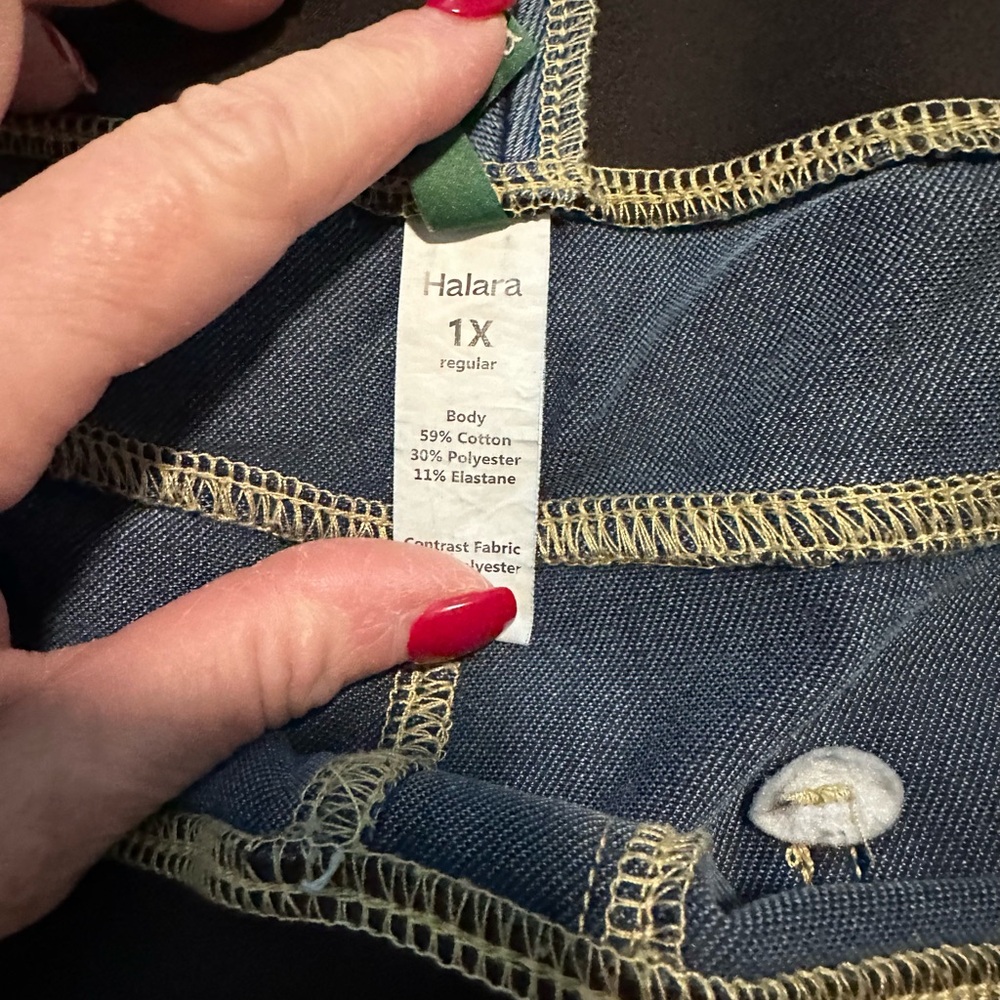 Halara
1X
regular
Body
59% Cotton
30% Polyester
11% Elastane
Contrast Fabric